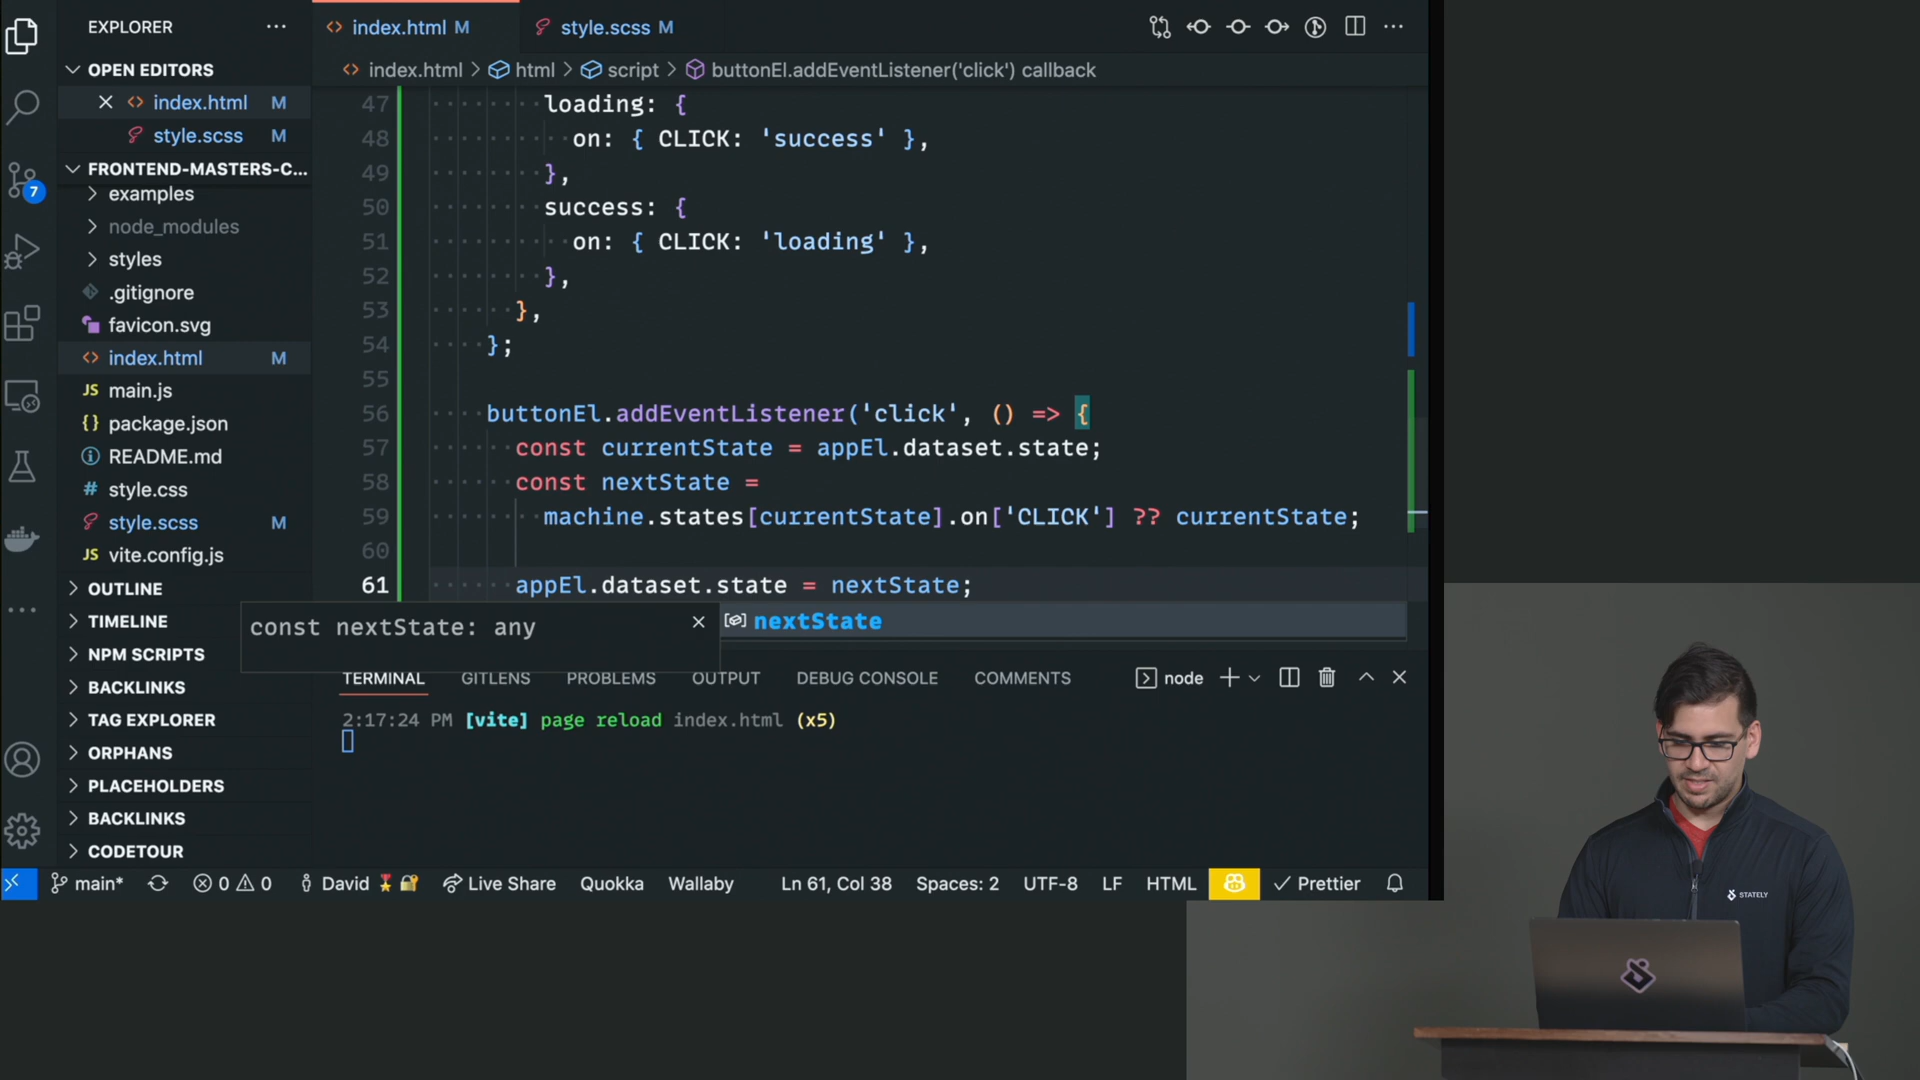 EXPLORER
OPEN EDITORS
index.html M
style.scss M
FRONTEND-MASTERS-C...
examples
node_modules
styles
.gitignore
favicon.svg
index.html M
main.js
package.json
README.md
style.css
style.scss M
vite.config.js
OUTLINE
TIMELINE
NPM SCRIPTS
BACKLINKS
TAG EXPLORER
ORPHANS
PLACEHOLDERS
BACKLINKS
CODETOUR
7
index.html M
style.scss M
index.html > html > script > buttonEl.addEventListener('click') callback
47 loading: {
48 on: { CLICK: 'success' },
49 },
50 success: {
51 on: { CLICK: 'loading' },
52 },
53 },
54 };
55
56 buttonEl.addEventListener('click', () => {
57 const currentState = appEl.dataset.state;
58 const nextState =
59 machine.states[currentState].on['CLICK'] ?? currentState;
60
61 appEl.dataset.state = nextState;
const nextState: any
nextState
TERMINAL GITLENS PROBLEMS OUTPUT DEBUG CONSOLE COMMENTS node
2:17:24 PM [vite] page reload index.html (x5)
main* 0 0 David Live Share Quokka Wallaby Ln 61, Col 38 Spaces: 2 UTF-8 LF HTML Prettier
STATELY